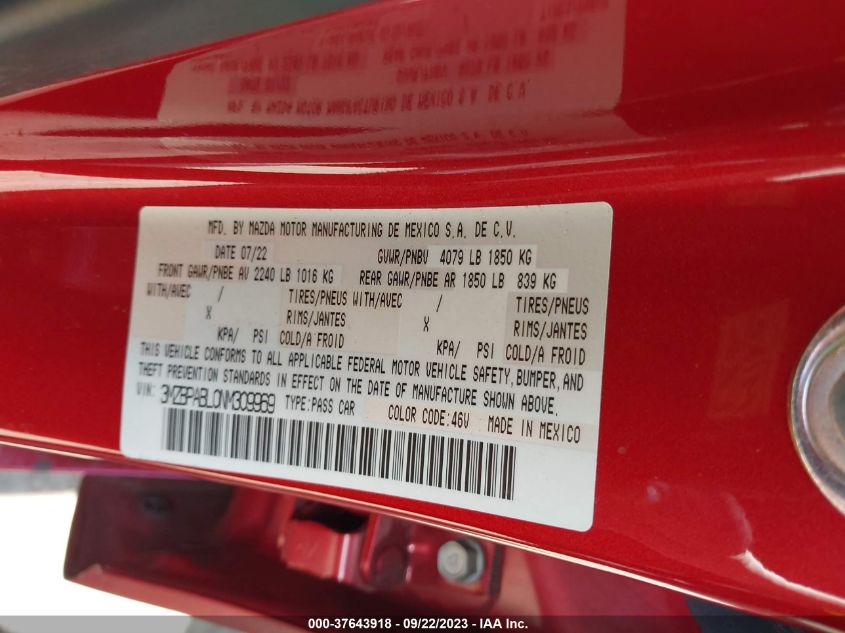 MFD. BY MAZDA MOTOR MANUFACTURING DE MEXICO S.A. DE C.V.
DATE 07/22 GVWR/PNBV 4079 LB 1850 KG
FRONT GAWR/PNBE AV 2240 LB 1016 KG REAR GAWR/PNBE AR 1850 LB 839 KG
WITH/AVEC / TIRES/PNEUS WITH/AVEC / TIRES/PNEUS
X RIMS/JANTES X RIMS/JANTES
KPA/ PSI COLD/A FROID KPA/ PSI COLD/A FROID
THIS VEHICLE CONFORMS TO ALL APPLICABLE FEDERAL MOTOR VEHICLE SAFETY, BUMPER, AND
THEFT PREVENTION STANDARDS IN EFFECT ON THE DATE OF MANUFACTURE SHOWN ABOVE.
VIN: 3MZBPABL0NM309969 TYPE:PASS CAR COLOR CODE:46V MADE IN MEXICO
000-37643918 / 09/22/2023 - IAA Inc.